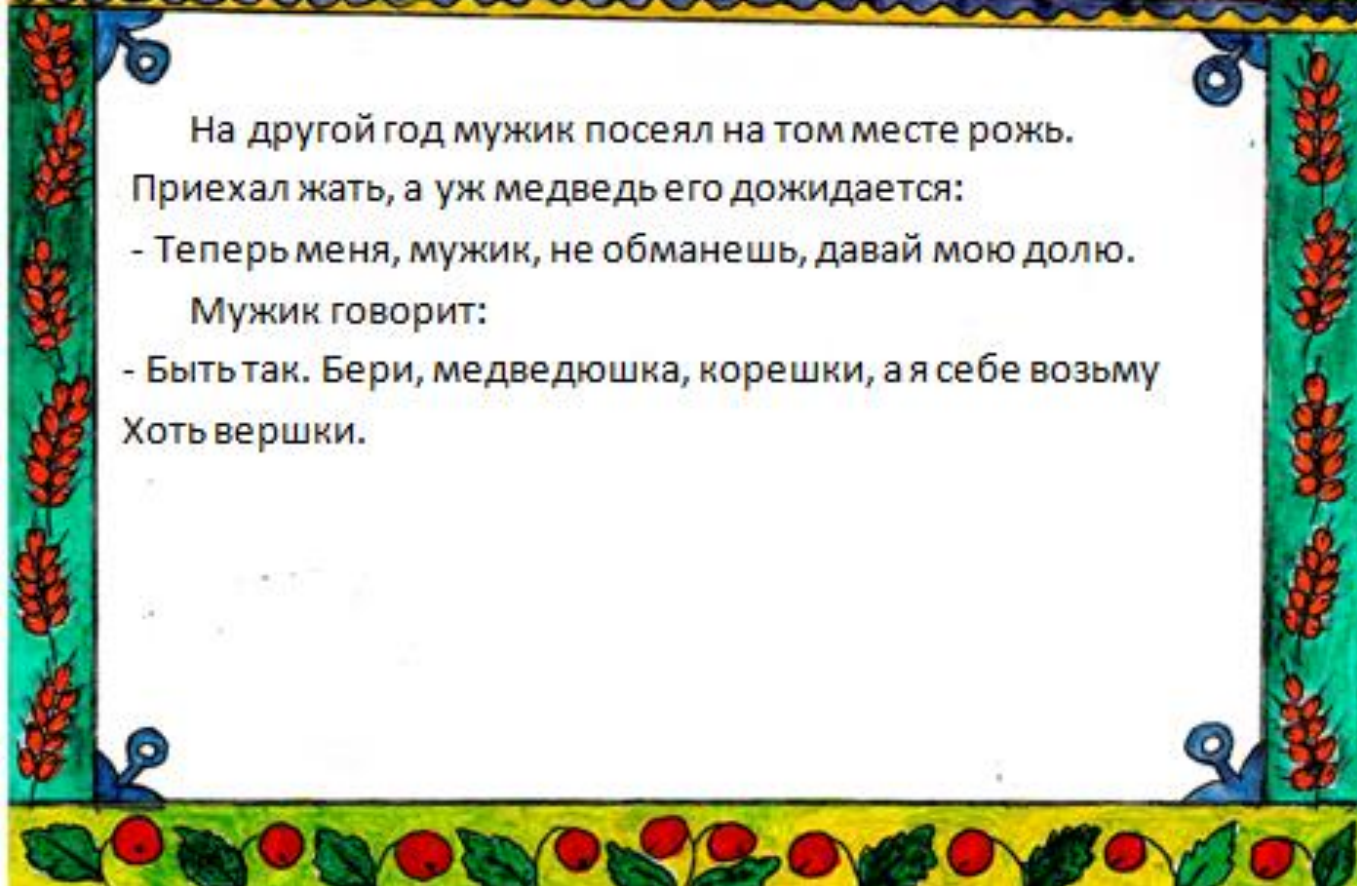 На другой год мужик посеял на том месте рожь.
Приехал жать, а уж медведь его дожидается:
- Теперь меня, мужик, не обманешь, давай мою долю.
Мужик говорит:
- Быть так. Бери, медведюшка, корешки, а я себе возьму
Хоть вершки.